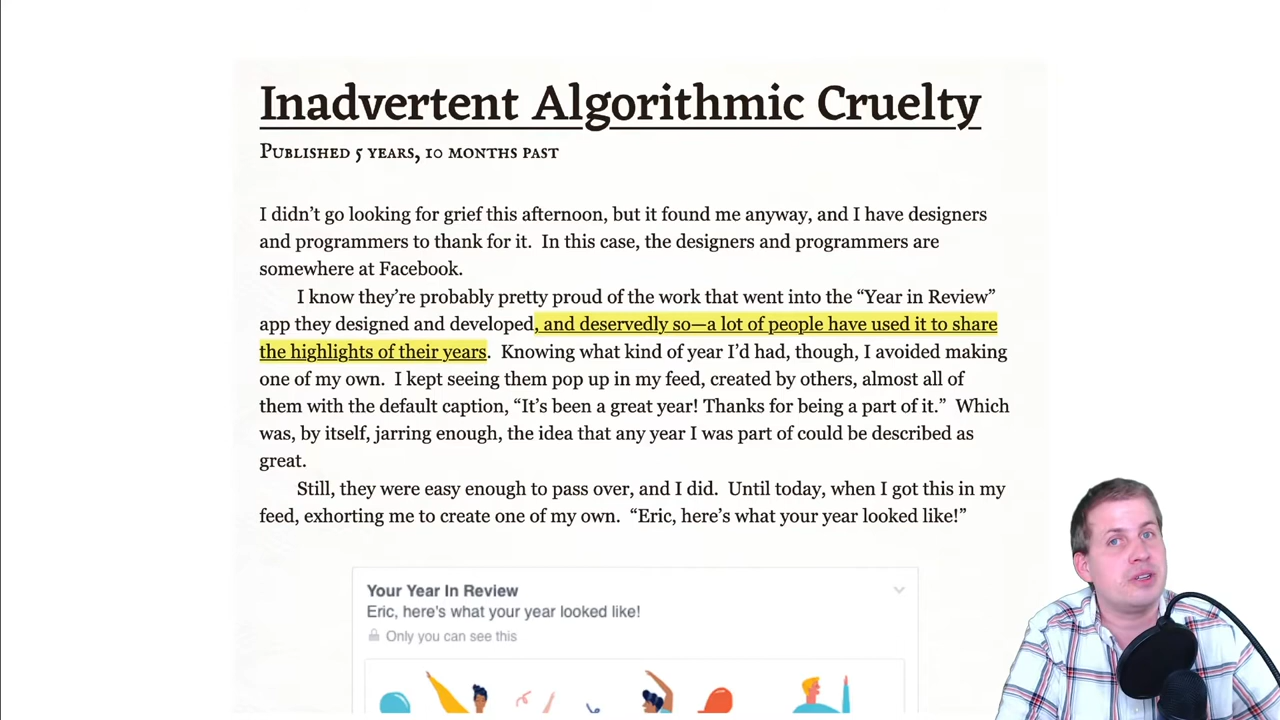 Inadvertent Algorithmic Cruelty
Published 5 years, 10 months past
I didn’t go looking for grief this afternoon, but it found me anyway, and I have designers
and programmers to thank for it.  In this case, the designers and programmers are
somewhere at Facebook.
I know they’re probably pretty proud of the work that went into the “Year in Review”
app they designed and developed, and deservedly so—a lot of people have used it to share
the highlights of their years.  Knowing what kind of year I’d had, though, I avoided making
one of my own.  I kept seeing them pop up in my feed, created by others, almost all of
them with the default caption, “It’s been a great year! Thanks for being a part of it.”  Which
was, by itself, jarring enough, the idea that any year I was part of could be described as
great.
Still, they were easy enough to pass over, and I did.  Until today, when I got this in my
feed, exhorting me to create one of my own.  “Eric, here’s what your year looked like!”
Your Year In Review
Eric, here's what your year looked like!
Only you can see this